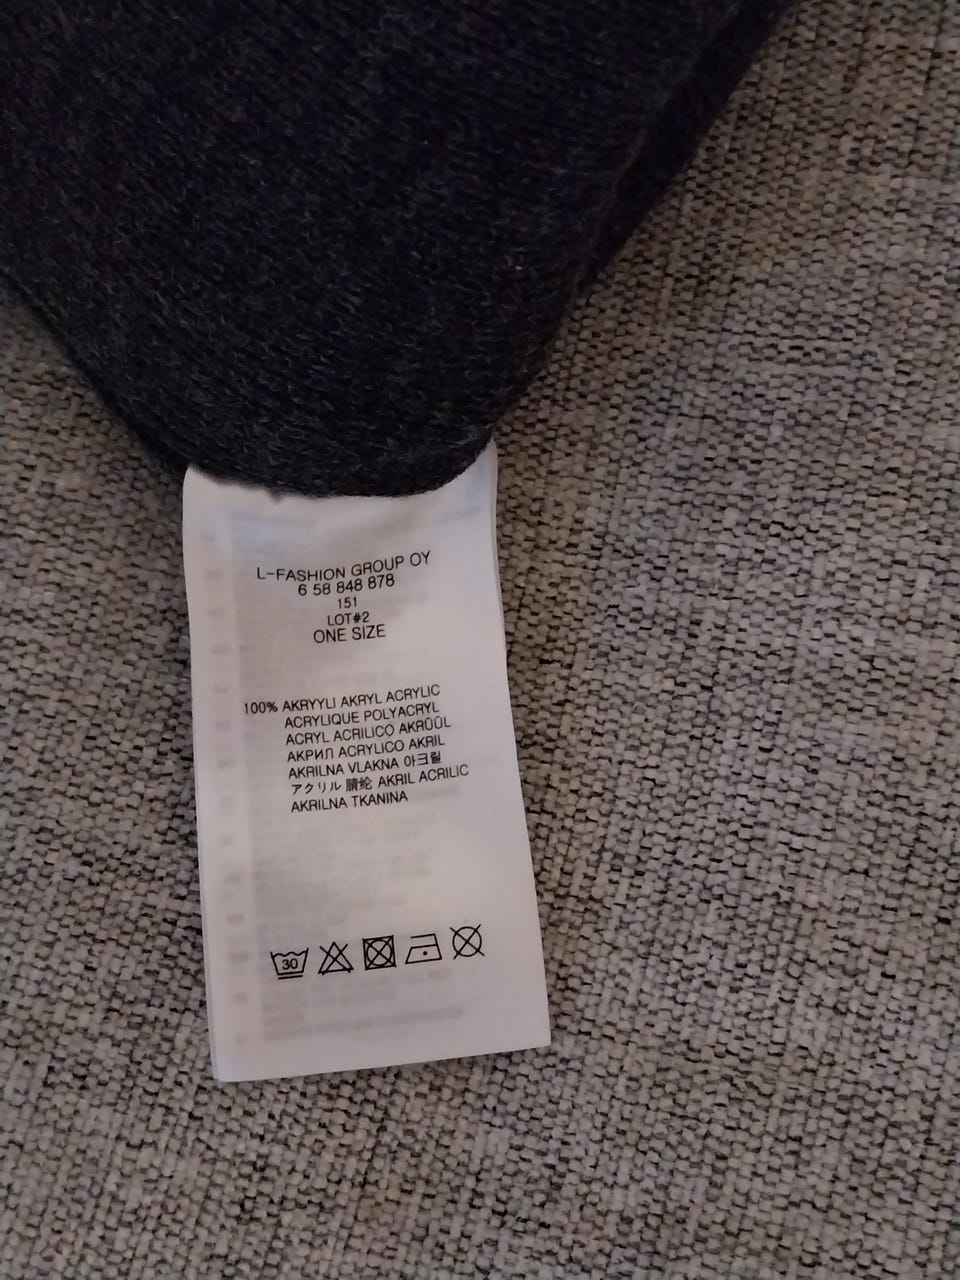 L-FASHION GROUP OY
6 58 848 878
151
LOT#2
ONE SIZE
100% AKRYYLI AKRYL ACRYLIC
ACRYLIQUE POLYACRYL
ACRYL ACRILICO AKRÜÜL
АКРИЛ ACRYLICO AKRIL
AKRILNA VLAKNA 아크릴
アクリル 腈纶 AKRIL ACRILIC
AKRILNA TKANINA
30